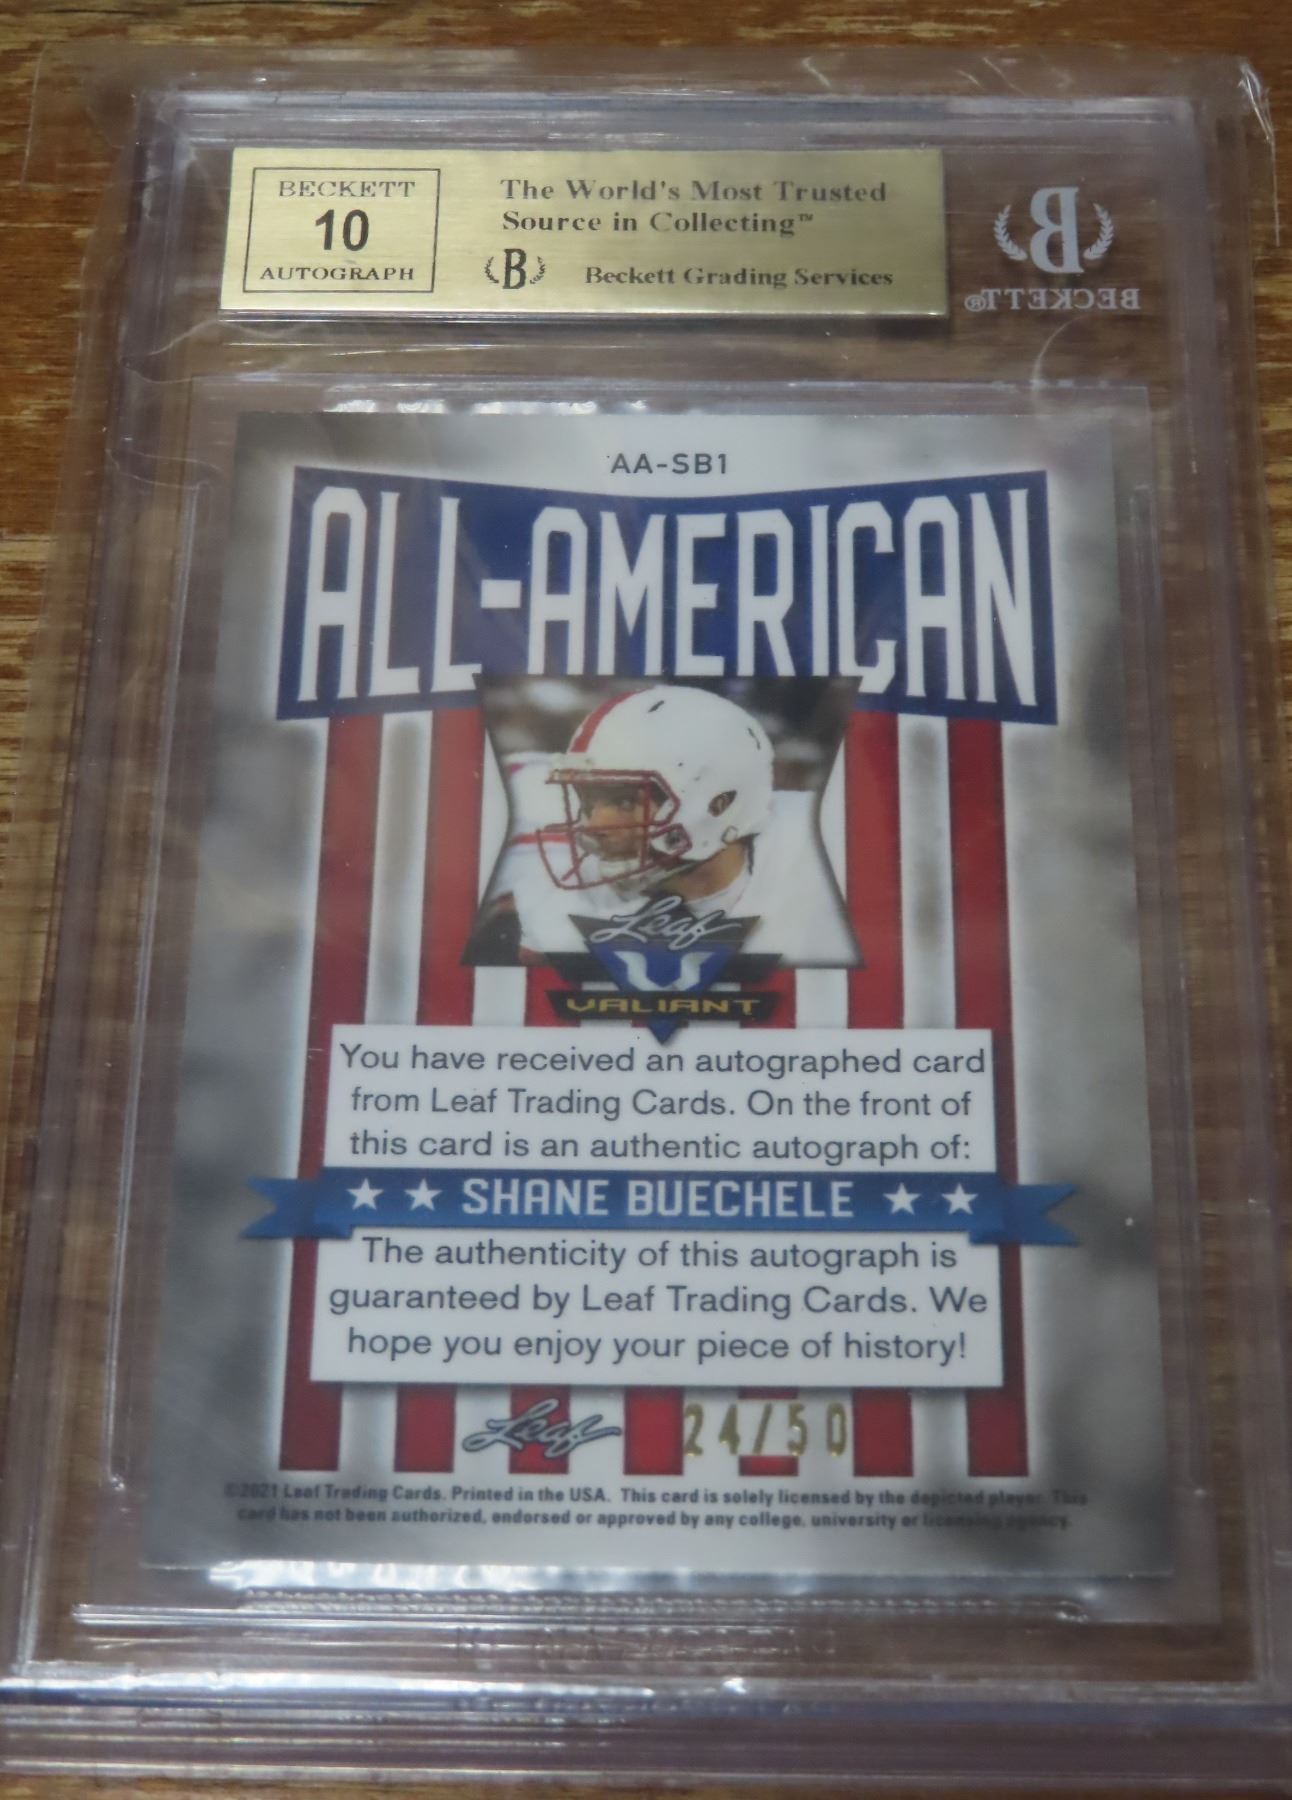 BECKETT
10
AUTOGRAPH
The World's Most Trusted
Source in Collecting™
B
Beckett Grading Services
B
BECKETT®
AA-SB1
ALL-AMERICAN
Leaf
VALIANT
You have received an autographed card
from Leaf Trading Cards. On the front of
this card is an authentic autograph of:
SHANE BUECHELE
The authenticity of this autograph is
guaranteed by Leaf Trading Cards. We
hope you enjoy your piece of history!
Leaf
24/50
©2021 Leaf Trading Cards. Printed in the USA. This card is solely licensed by the depicted player. This
card has not been authorized, endorsed or approved by any college, university or licensing agency.